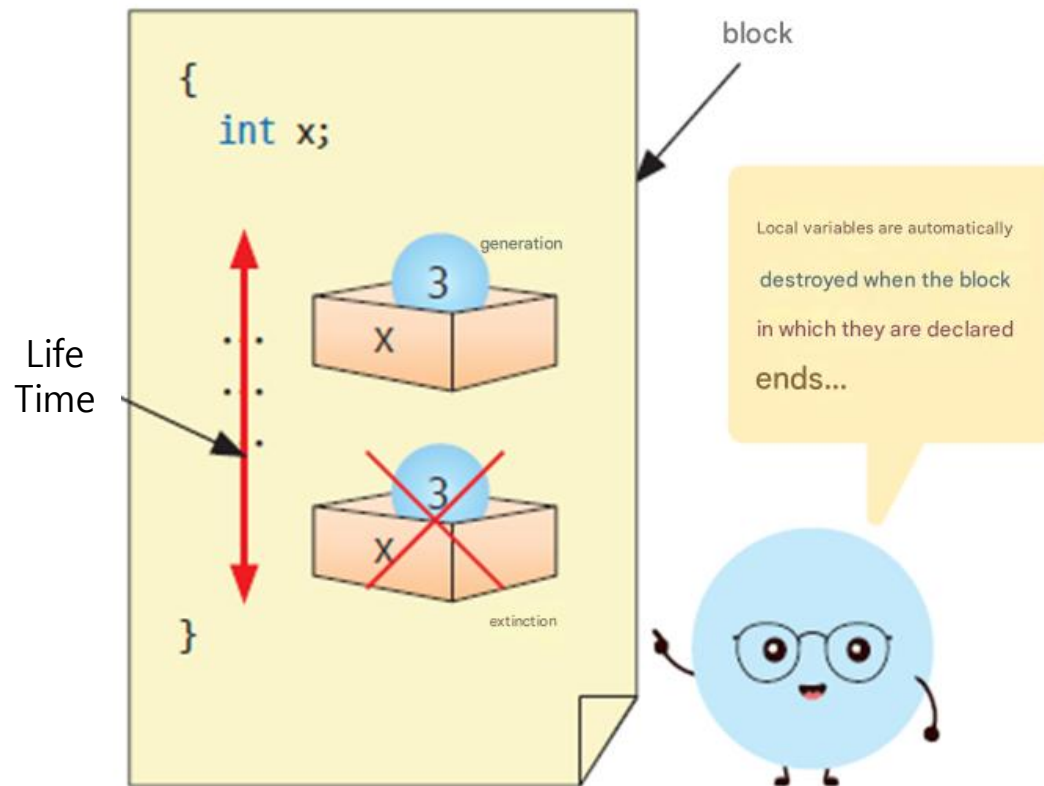 block
{
int x;
generation
3
X
Life
Time
3
X
extinction
}
Local variables are automatically
destroyed when the block
in which they are declared
ends...